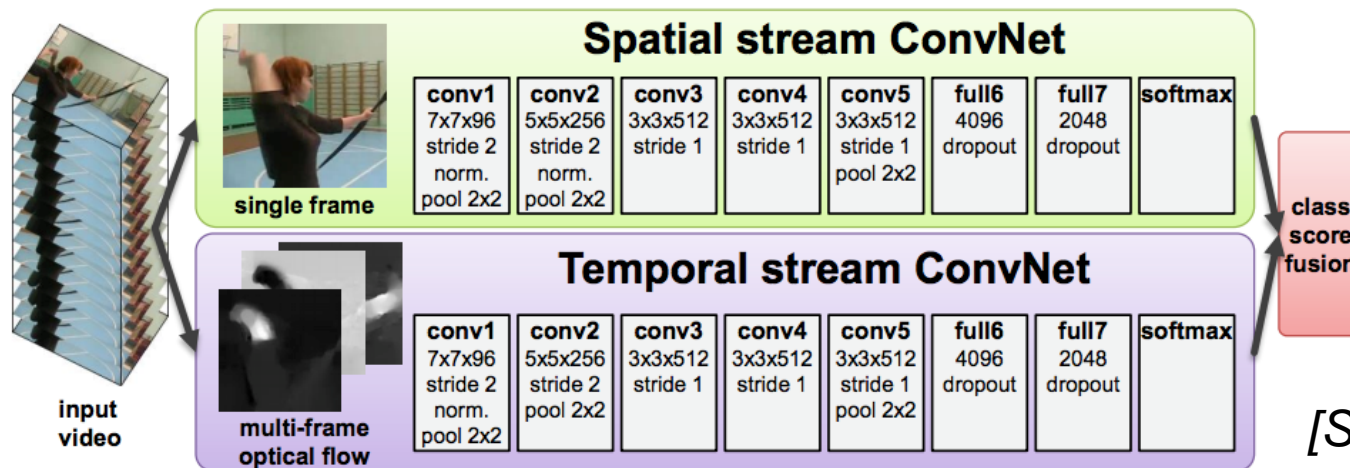 Spatial stream ConvNet
conv1
7x7x96
stride 2
norm.
pool 2x2
conv2
5x5x256
stride 2
norm.
pool 2x2
conv3
3x3x512
stride 1
conv4
3x3x512
stride 1
conv5
3x3x512
stride 1
pool 2x2
full6
4096
dropout
full7
2048
dropout
softmax
single frame
input
video
Temporal stream ConvNet
conv1
7x7x96
stride 2
norm.
pool 2x2
conv2
5x5x256
stride 2
pool 2x2
conv3
3x3x512
stride 1
conv4
3x3x512
stride 1
conv5
3x3x512
stride 1
pool 2x2
full6
4096
dropout
full7
2048
dropout
softmax
multi-frame
optical flow
class
score
fusion
[S